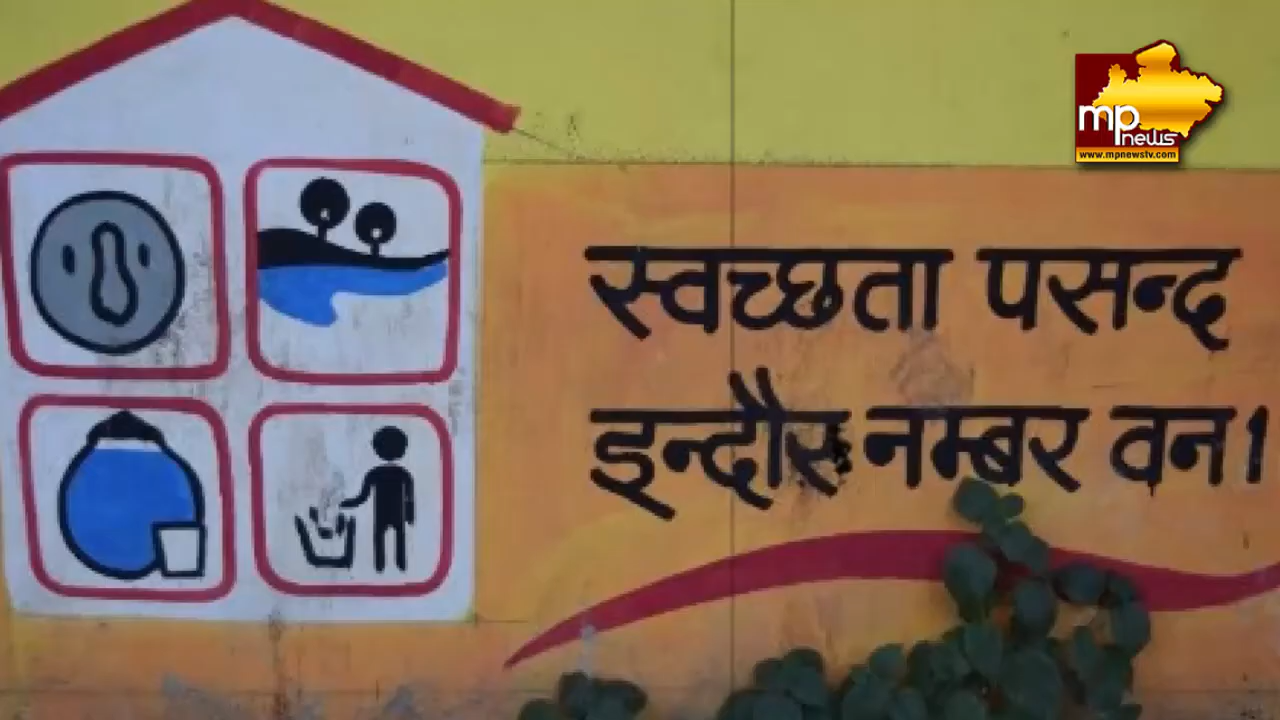 mp
news
www.mpnewstv.com
स्वच्छता पसन्द
इन्दौर नम्बर वन।